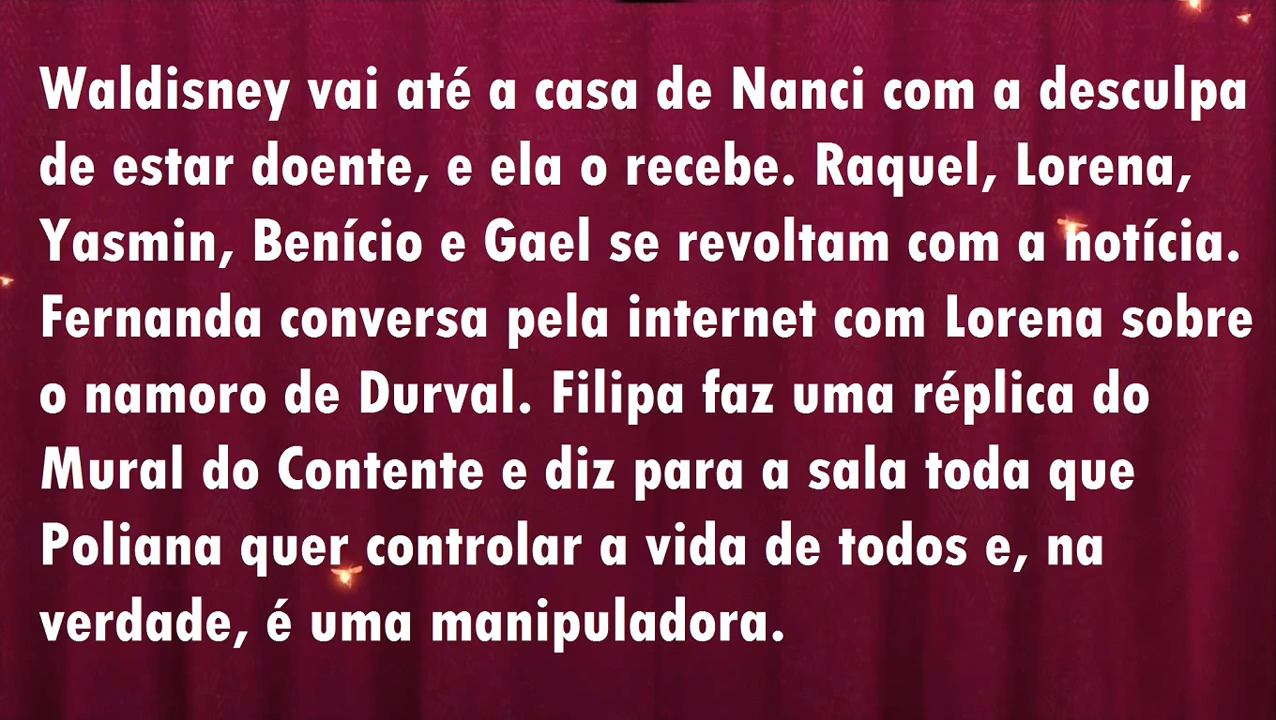 Waldisney vai até a casa de Nanci com a desculpa
de estar doente, e ela o recebe. Raquel, Lorena,
Yasmin, Benício e Gael se revoltam com a notícia.
Fernanda conversa pela internet com Lorena sobre
o namoro de Durval. Filipa faz uma réplica do
Mural do Contente e diz para a sala toda que
Poliana quer controlar a vida de todos e, na
verdade, é uma manipuladora.